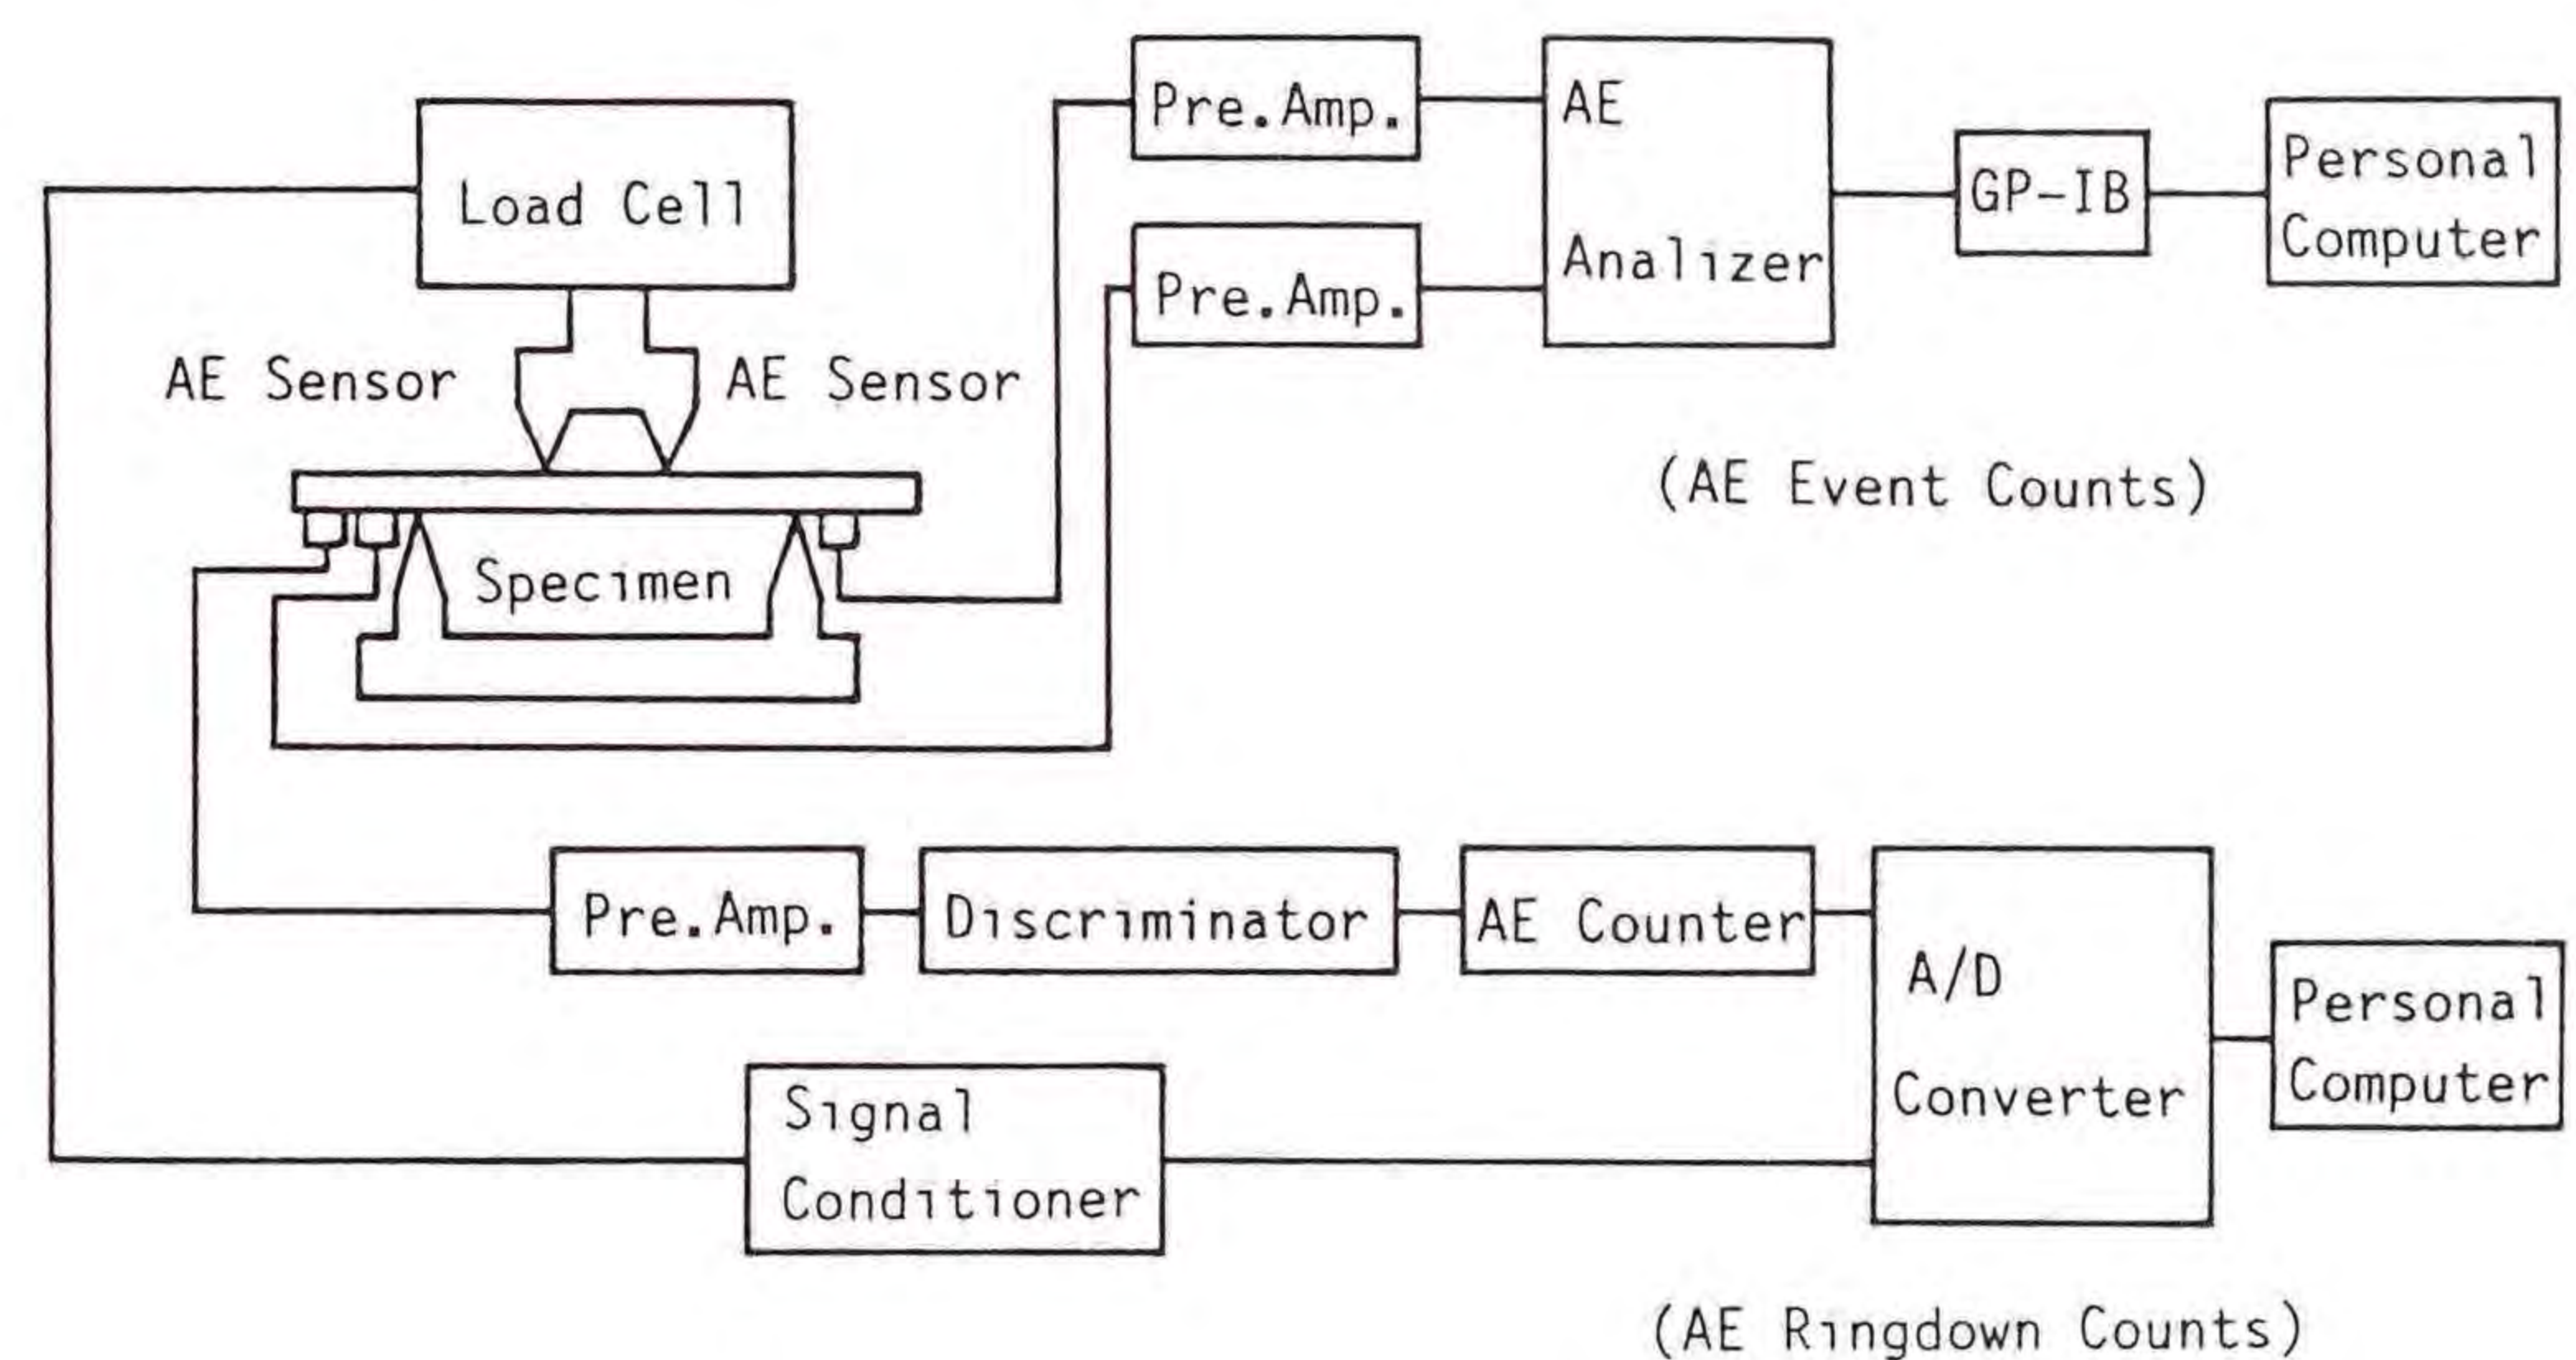 Load Cell
Pre.Amp.
AE
Analizer
Pre.Amp.
GP-IB
Personal
Computer
AE Sensor
AE Sensor
(AE Event Counts)
Specimen
Pre.Amp.
Discriminator
AE Counter
A/D
Converter
Personal
Computer
Signal
Conditioner
(AE Ringdown Counts)